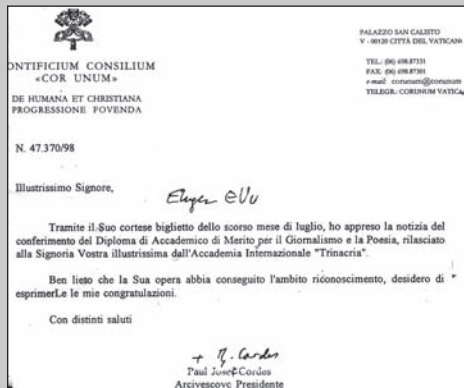 ONTIFICIUM CONSILIUM
«COR UNUM»
DE HUMANA ET CHRISTIANA
PROGRESSIONE FOVENDA
PALAZZO SAN CALISTO
V - 00120 CITTÀ DEL VATICANO
TEL.: (06) 698.87331
FAX: (06) 698.87301
e-mail: corunum@corunum
TELEGR.: CORUNUM VATICA
N. 47.370/98
Illustrissimo Signore,
Tramite il Suo cortese biglietto dello scorso mese di luglio, ho appreso la notizia del
conferimento del Diploma di Accademico di Merito per il Giornalismo e la Poesia, rilasciato
alla Signoria Vostra illustrissima dall'Accademia Internazionale "Trinacria".
Ben lieto che la Sua opera abbia conseguito l'ambito riconoscimento, desidero di
esprimerLe le mie congratulazioni.
Con distinti saluti
+ P. J. Cordes
Paul Josef Cordes
Arcivescovo Presidente